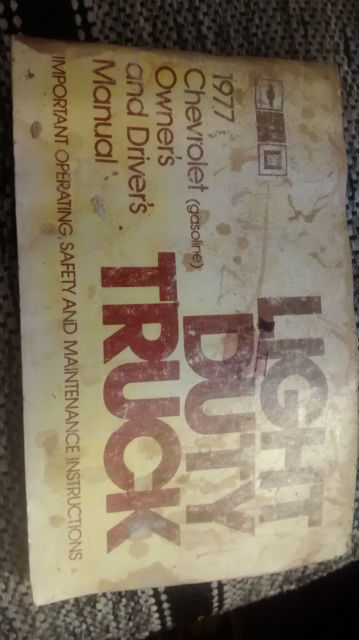 1977
Chevrolet (gasoline)
Owner's
and Driver's
Manual
LIGHT
DUTY
TRUCK
IMPORTANT OPERATING, SAFETY AND MAINTENANCE INSTRUCTIONS